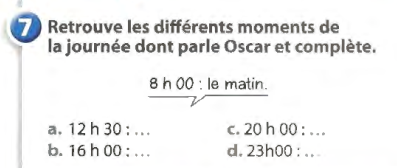 7 Retrouve les différents moments de
la journée dont parle Oscar et complète.
8 h 00 : le matin.
a. 12 h 30 : ... c. 20 h 00 : ...
b. 16 h 00 : ... d. 23h00 : ...